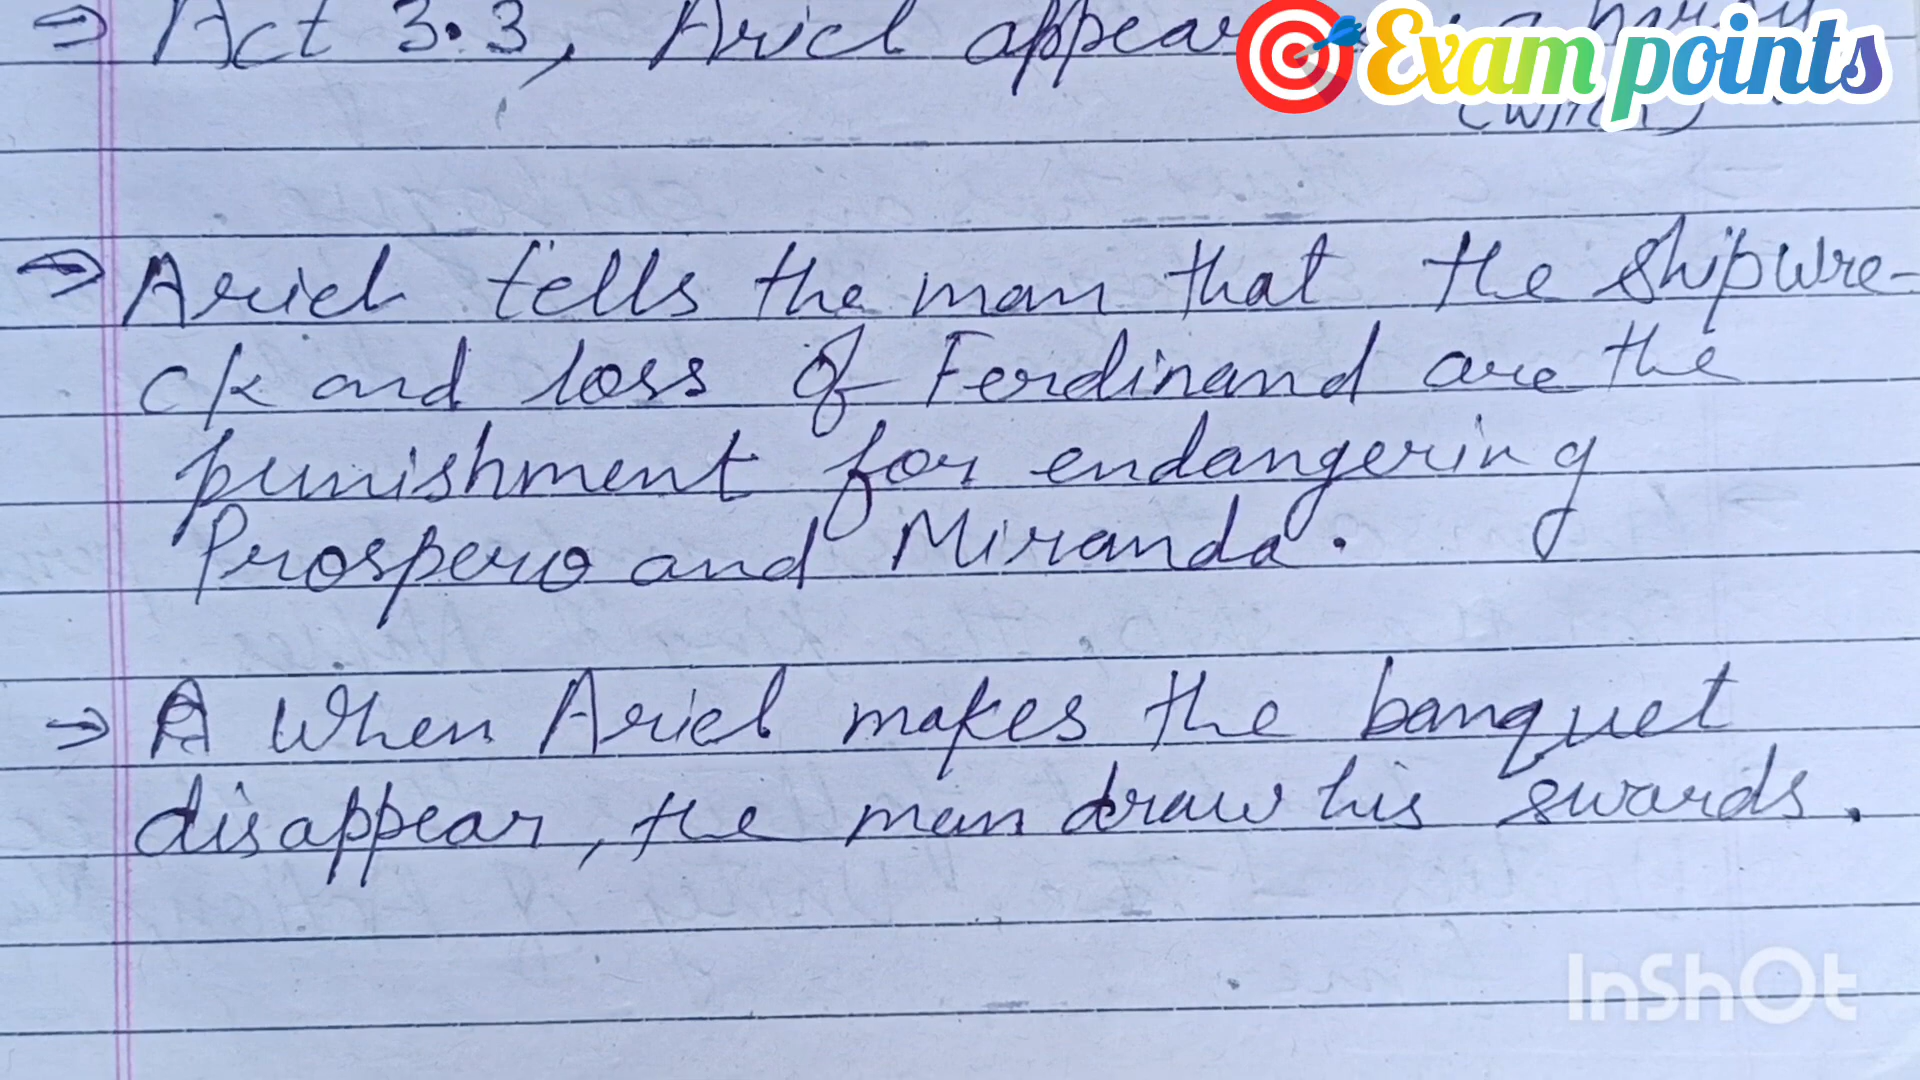 ⇒ Act 3.3, Ariel appear
Exam points
⇒ Ariel tells the man that the Shipwre-
ck and loss of Ferdinand are the
punishment for endangering
Prospero and Miranda.
⇒ A When Ariel makes the banquet
disappear, the man draw his swards.
InShOt